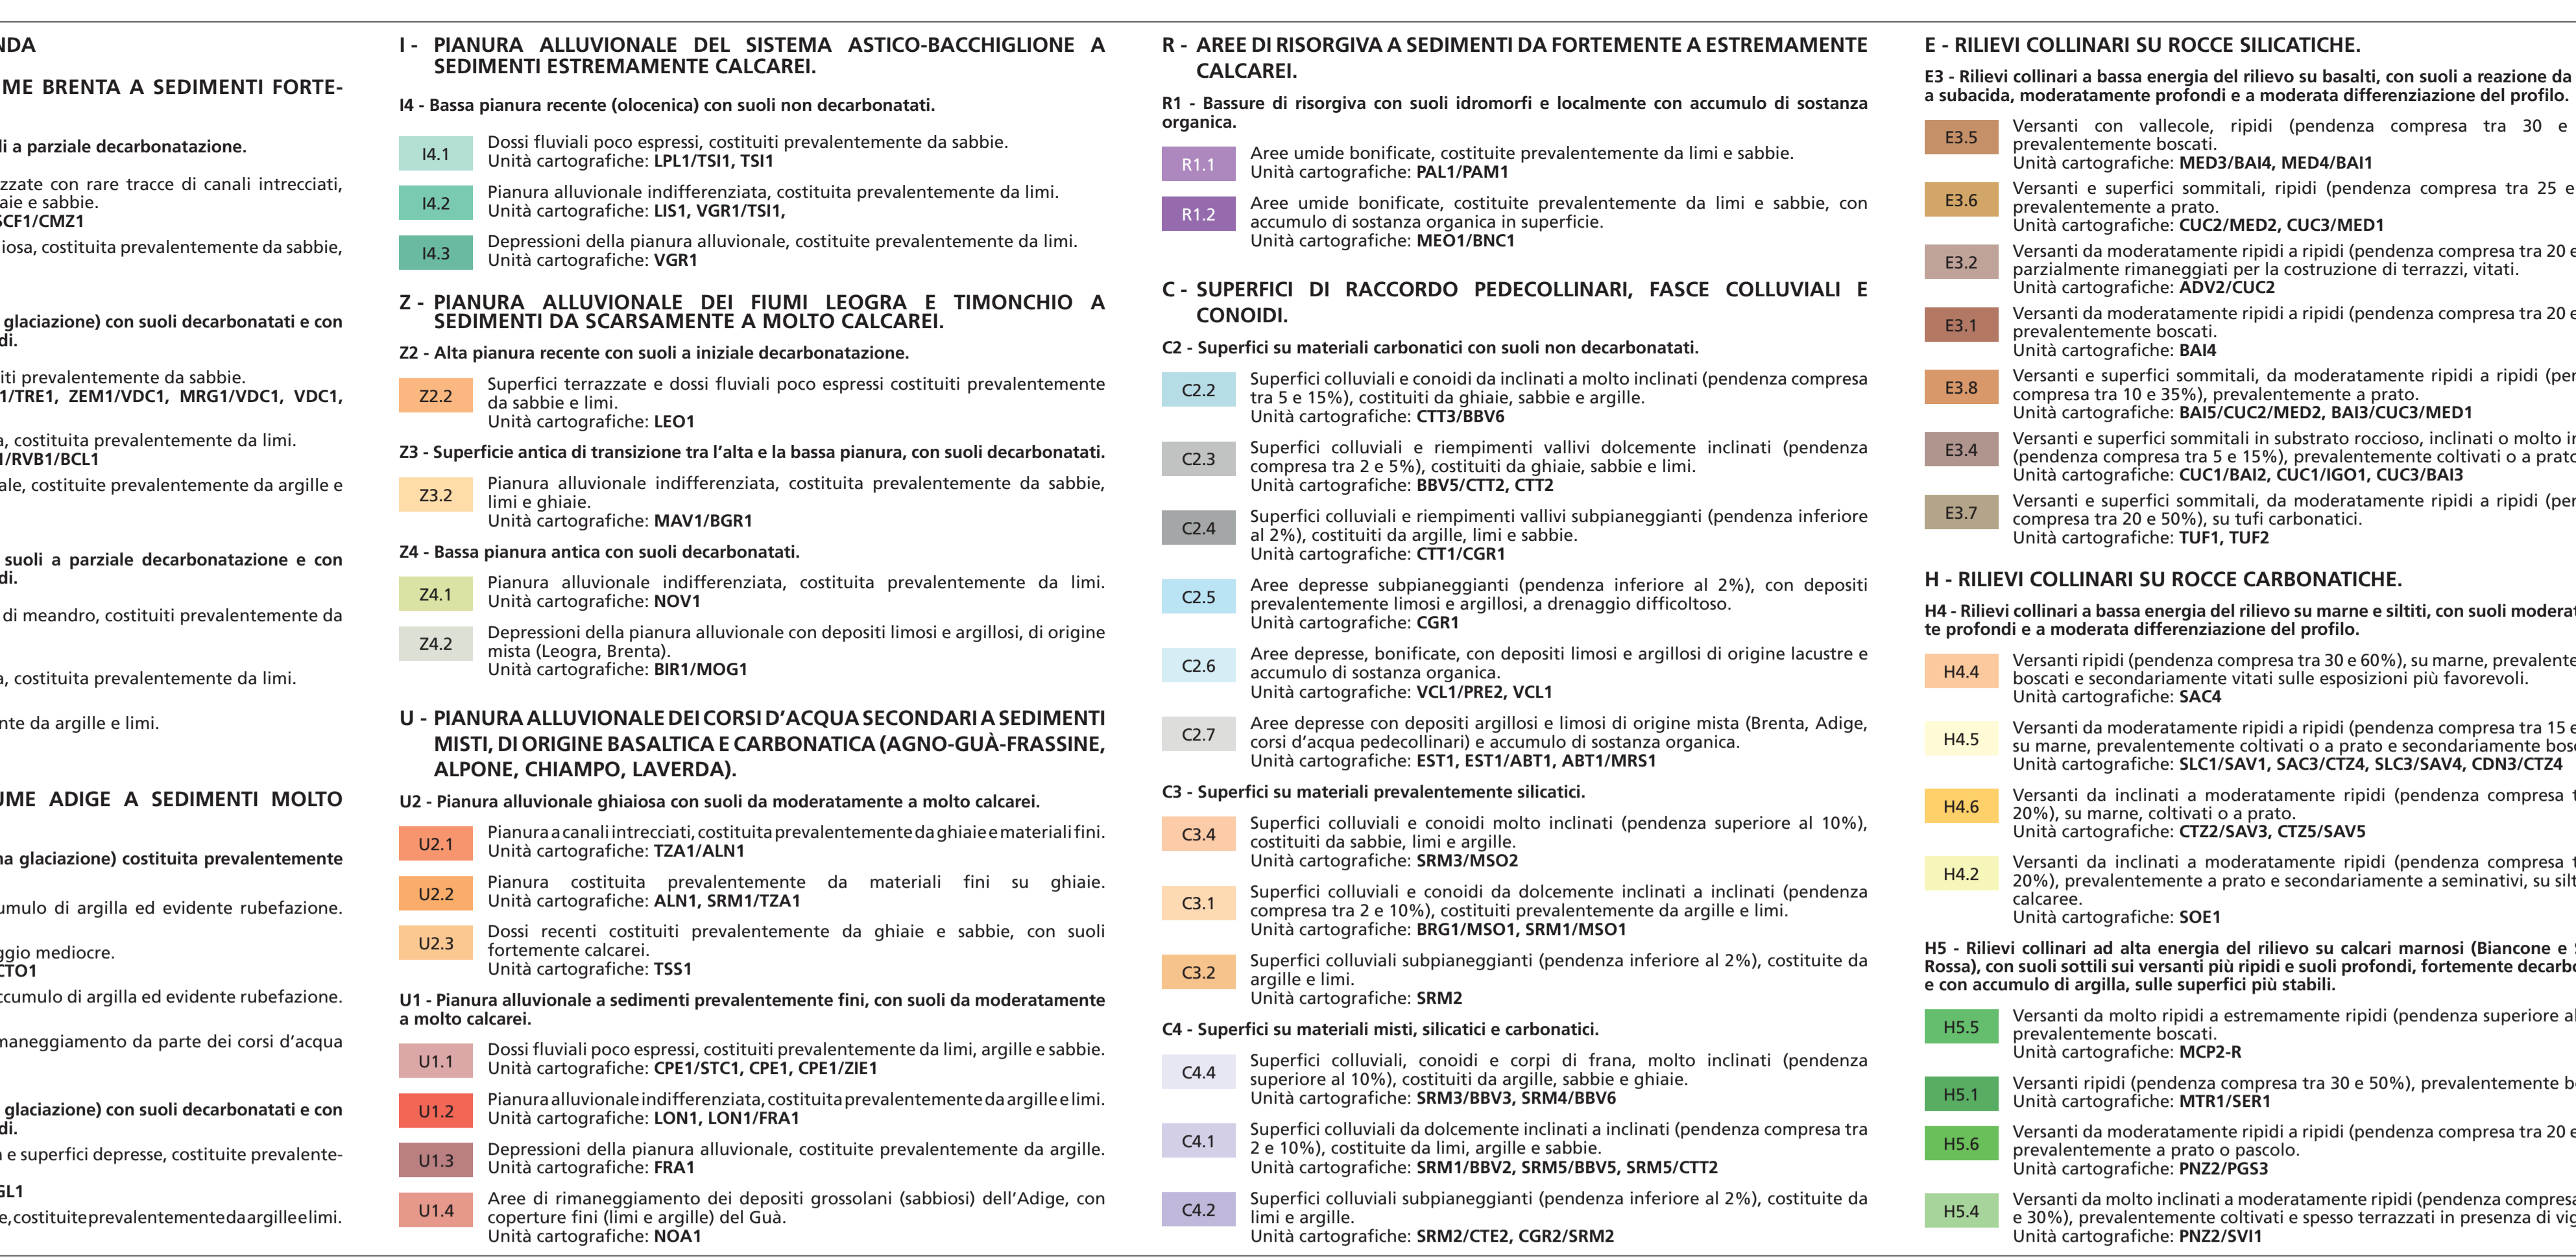 NDA
ME BRENTA A SEDIMENTI FORTE-
li a parziale decarbonatazione.
zzate con rare tracce di canali intrecciati,
aie e sabbie.
SCF1/CMZ1
iosa, costituita prevalentemente da sabbie,
glaciazione) con suoli decarbonatati e con
di.
iti prevalentemente da sabbie.
1/TRE1, ZEM1/VDC1, MRG1/VDC1, VDC1,
a, costituita prevalentemente da limi.
1/RVB1/BCL1
ale, costituite prevalentemente da argille e
suoli a parziale decarbonatazione e con
di.
di meandro, costituiti prevalentemente da
a, costituita prevalentemente da limi.
nte da argille e limi.
UME ADIGE A SEDIMENTI MOLTO
na glaciazione) costituita prevalentemente
umulo di argilla ed evidente rubefazione.
ggio mediocre.
CTO1
ccumulo di argilla ed evidente rubefazione.
maneggiamento da parte dei corsi d'acqua
glaciazione) con suoli decarbonatati e con
di.
a e superfici depresse, costituite prevalente-
GL1
e, costituite prevalentemente da argille e limi.
I - PIANURA ALLUVIONALE DEL SISTEMA ASTICO-BACCHIGLIONE A
SEDIMENTI ESTREMAMENTE CALCAREI.
I4 - Bassa pianura recente (olocenica) con suoli non decarbonatati.
I4.1 Dossi fluviali poco espressi, costituiti prevalentemente da sabbie.
Unità cartografiche: LPL1/TSI1, TSI1
I4.2 Pianura alluvionale indifferenziata, costituita prevalentemente da limi.
Unità cartografiche: LIS1, VGR1/TSI1,
I4.3 Depressioni della pianura alluvionale, costituite prevalentemente da limi.
Unità cartografiche: VGR1
Z - PIANURA ALLUVIONALE DEI FIUMI LEOGRA E TIMONCHIO A
SEDIMENTI DA SCARSAMENTE A MOLTO CALCAREI.
Z2 - Alta pianura recente con suoli a iniziale decarbonatazione.
Z2.2 Superfici terrazzate e dossi fluviali poco espressi costituiti prevalentemente
da sabbie e limi.
Unità cartografiche: LEO1
Z3 - Superficie antica di transizione tra l'alta e la bassa pianura, con suoli decarbonatati.
Z3.2 Pianura alluvionale indifferenziata, costituita prevalentemente da sabbie,
limi e ghiaie.
Unità cartografiche: MAV1/BGR1
Z4 - Bassa pianura antica con suoli decarbonatati.
Z4.1 Pianura alluvionale indifferenziata, costituita prevalentemente da limi.
Unità cartografiche: NOV1
Z4.2 Depressioni della pianura alluvionale con depositi limosi e argillosi, di origine
mista (Leogra, Brenta).
Unità cartografiche: BIR1/MOG1
U - PIANURA ALLUVIONALE DEI CORSI D'ACQUA SECONDARI A SEDIMENTI
MISTI, DI ORIGINE BASALTICA E CARBONATICA (AGNO-GUÀ-FRASSINE,
ALPONE, CHIAMPO, LAVERDA).
U2 - Pianura alluvionale ghiaiosa con suoli da moderatamente a molto calcarei.
U2.1 Pianura a canali intrecciati, costituita prevalentemente da ghiaie e materiali fini.
Unità cartografiche: TZA1/ALN1
U2.2 Pianura costituita prevalentemente da materiali fini su ghiaie.
Unità cartografiche: ALN1, SRM1/TZA1
U2.3 Dossi recenti costituiti prevalentemente da ghiaie e sabbie, con suoli
fortemente calcarei.
Unità cartografiche: TSS1
U1 - Pianura alluvionale a sedimenti prevalentemente fini, con suoli da moderatamente
a molto calcarei.
U1.1 Dossi fluviali poco espressi, costituiti prevalentemente da limi, argille e sabbie.
Unità cartografiche: CPE1/STC1, CPE1, CPE1/ZIE1
U1.2 Pianura alluvionale indifferenziata, costituita prevalentemente da argille e limi.
Unità cartografiche: LON1, LON1/FRA1
U1.3 Depressioni della pianura alluvionale, costituite prevalentemente da argille.
Unità cartografiche: FRA1
U1.4 Aree di rimaneggiamento dei depositi grossolani (sabbiosi) dell'Adige, con
coperture fini (limi e argille) del Guà.
Unità cartografiche: NOA1
R - AREE DI RISORGIVA A SEDIMENTI DA FORTEMENTE A ESTREMAMENTE
CALCAREI.
R1 - Bassure di risorgiva con suoli idromorfi e localmente con accumulo di sostanza
organica.
R1.1 Aree umide bonificate, costituite prevalentemente da limi e sabbie.
Unità cartografiche: PAL1/PAM1
R1.2 Aree umide bonificate, costituite prevalentemente da limi e sabbie, con
accumulo di sostanza organica in superficie.
Unità cartografiche: MEO1/BNC1
C - SUPERFICI DI RACCORDO PEDECOLLINARI, FASCE COLLUVIALI E
CONOIDI.
C2 - Superfici su materiali carbonatici con suoli non decarbonatati.
C2.2 Superfici colluviali e conoidi da inclinati a molto inclinati (pendenza compresa
tra 5 e 15%), costituiti da ghiaie, sabbie e argille.
Unità cartografiche: CTT3/BBV6
C2.3 Superfici colluviali e riempimenti vallivi dolcemente inclinati (pendenza
compresa tra 2 e 5%), costituiti da ghiaie, sabbie e limi.
Unità cartografiche: BBV5/CTT2, CTT2
C2.4 Superfici colluviali e riempimenti vallivi subpianeggianti (pendenza inferiore
al 2%), costituiti da argille, limi e sabbie.
Unità cartografiche: CTT1/CGR1
C2.5 Aree depresse subpianeggianti (pendenza inferiore al 2%), con depositi
prevalentemente limosi e argillosi, a drenaggio difficoltoso.
Unità cartografiche: CGR1
C2.6 Aree depresse, bonificate, con depositi limosi e argillosi di origine lacustre e
accumulo di sostanza organica.
Unità cartografiche: VCL1/PRE2, VCL1
C2.7 Aree depresse con depositi argillosi e limosi di origine mista (Brenta, Adige,
corsi d'acqua pedecollinari) e accumulo di sostanza organica.
Unità cartografiche: EST1, EST1/ABT1, ABT1/MRS1
C3 - Superfici su materiali prevalentemente silicatici.
C3.4 Superfici colluviali e conoidi molto inclinati (pendenza superiore al 10%),
costituiti da sabbie, limi e argille.
Unità cartografiche: SRM3/MSO2
C3.1 Superfici colluviali e conoidi da dolcemente inclinati a inclinati (pendenza
compresa tra 2 e 10%), costituiti prevalentemente da argille e limi.
Unità cartografiche: BRG1/MSO1, SRM1/MSO1
C3.2 Superfici colluviali subpianeggianti (pendenza inferiore al 2%), costituite da
argille e limi.
Unità cartografiche: SRM2
C4 - Superfici su materiali misti, silicatici e carbonatici.
C4.4 Superfici colluviali, conoidi e corpi di frana, molto inclinati (pendenza
superiore al 10%), costituiti da argille, sabbie e ghiaie.
Unità cartografiche: SRM3/BBV3, SRM4/BBV6
C4.1 Superfici colluviali da dolcemente inclinati a inclinati (pendenza compresa tra
2 e 10%), costituite da limi, argille e sabbie.
Unità cartografiche: SRM1/BBV2, SRM5/BBV5, SRM5/CTT2
C4.2 Superfici colluviali subpianeggianti (pendenza inferiore al 2%), costituite da
limi e argille.
Unità cartografiche: SRM2/CTE2, CGR2/SRM2
E - RILIEVI COLLINARI SU ROCCE SILICATICHE.
E3 - Rilievi collinari a bassa energia del rilievo su basalti, con suoli a reazione da
a subacida, moderatamente profondi e a moderata differenziazione del profilo.
E3.5 Versanti con vallecole, ripidi (pendenza compresa tra 30 e
prevalentemente boscati.
Unità cartografiche: MED3/BAI4, MED4/BAI1
E3.6 Versanti e superfici sommitali, ripidi (pendenza compresa tra 25 e
prevalentemente a prato.
Unità cartografiche: CUC2/MED2, CUC3/MED1
E3.2 Versanti da moderatamente ripidi a ripidi (pendenza compresa tra 20 e
parzialmente rimaneggiati per la costruzione di terrazzi, vitati.
Unità cartografiche: ADV2/CUC2
E3.1 Versanti da moderatamente ripidi a ripidi (pendenza compresa tra 20 e
prevalentemente boscati.
Unità cartografiche: BAI4
E3.8 Versanti e superfici sommitali, da moderatamente ripidi a ripidi (pen
compresa tra 10 e 35%), prevalentemente a prato.
Unità cartografiche: BAI5/CUC2/MED2, BAI3/CUC3/MED1
E3.4 Versanti e superfici sommitali in substrato roccioso, inclinati o molto in
(pendenza compresa tra 5 e 15%), prevalentemente coltivati o a prato
Unità cartografiche: CUC1/BAI2, CUC1/IGO1, CUC3/BAI3
E3.7 Versanti e superfici sommitali, da moderatamente ripidi a ripidi (pen
compresa tra 20 e 50%), su tufi carbonatici.
Unità cartografiche: TUF1, TUF2
H - RILIEVI COLLINARI SU ROCCE CARBONATICHE.
H4 - Rilievi collinari a bassa energia del rilievo su marne e siltiti, con suoli moderat
te profondi e a moderata differenziazione del profilo.
H4.4 Versanti ripidi (pendenza compresa tra 30 e 60%), su marne, prevalente
boscati e secondariamente vitati sulle esposizioni più favorevoli.
Unità cartografiche: SAC4
H4.5 Versanti da moderatamente ripidi a ripidi (pendenza compresa tra 15 e
su marne, prevalentemente coltivati o a prato e secondariamente bosc
Unità cartografiche: SLC1/SAV1, SAC3/CTZ4, SLC3/SAV4, CDN3/CTZ4
H4.6 Versanti da inclinati a moderatamente ripidi (pendenza compresa t
20%), su marne, coltivati o a prato.
Unità cartografiche: CTZ2/SAV3, CTZ5/SAV5
H4.2 Versanti da inclinati a moderatamente ripidi (pendenza compresa t
20%), prevalentemente a prato e secondariamente a seminativi, su silt
calcaree.
Unità cartografiche: SOE1
H5 - Rilievi collinari ad alta energia del rilievo su calcari marnosi (Biancone e S
Rossa), con suoli sottili sui versanti più ripidi e suoli profondi, fortemente decarbo
e con accumulo di argilla, sulle superfici più stabili.
H5.5 Versanti da molto ripidi a estremamente ripidi (pendenza superiore al
prevalentemente boscati.
Unità cartografiche: MCP2-R
H5.1 Versanti ripidi (pendenza compresa tra 30 e 50%), prevalentemente b
Unità cartografiche: MTR1/SER1
H5.6 Versanti da moderatamente ripidi a ripidi (pendenza compresa tra 20 e
prevalentemente a prato o pascolo.
Unità cartografiche: PNZ2/PGS3
H5.4 Versanti da molto inclinati a moderatamente ripidi (pendenza compresa
e 30%), prevalentemente coltivati e spesso terrazzati in presenza di vig
Unità cartografiche: PNZ2/SVI1